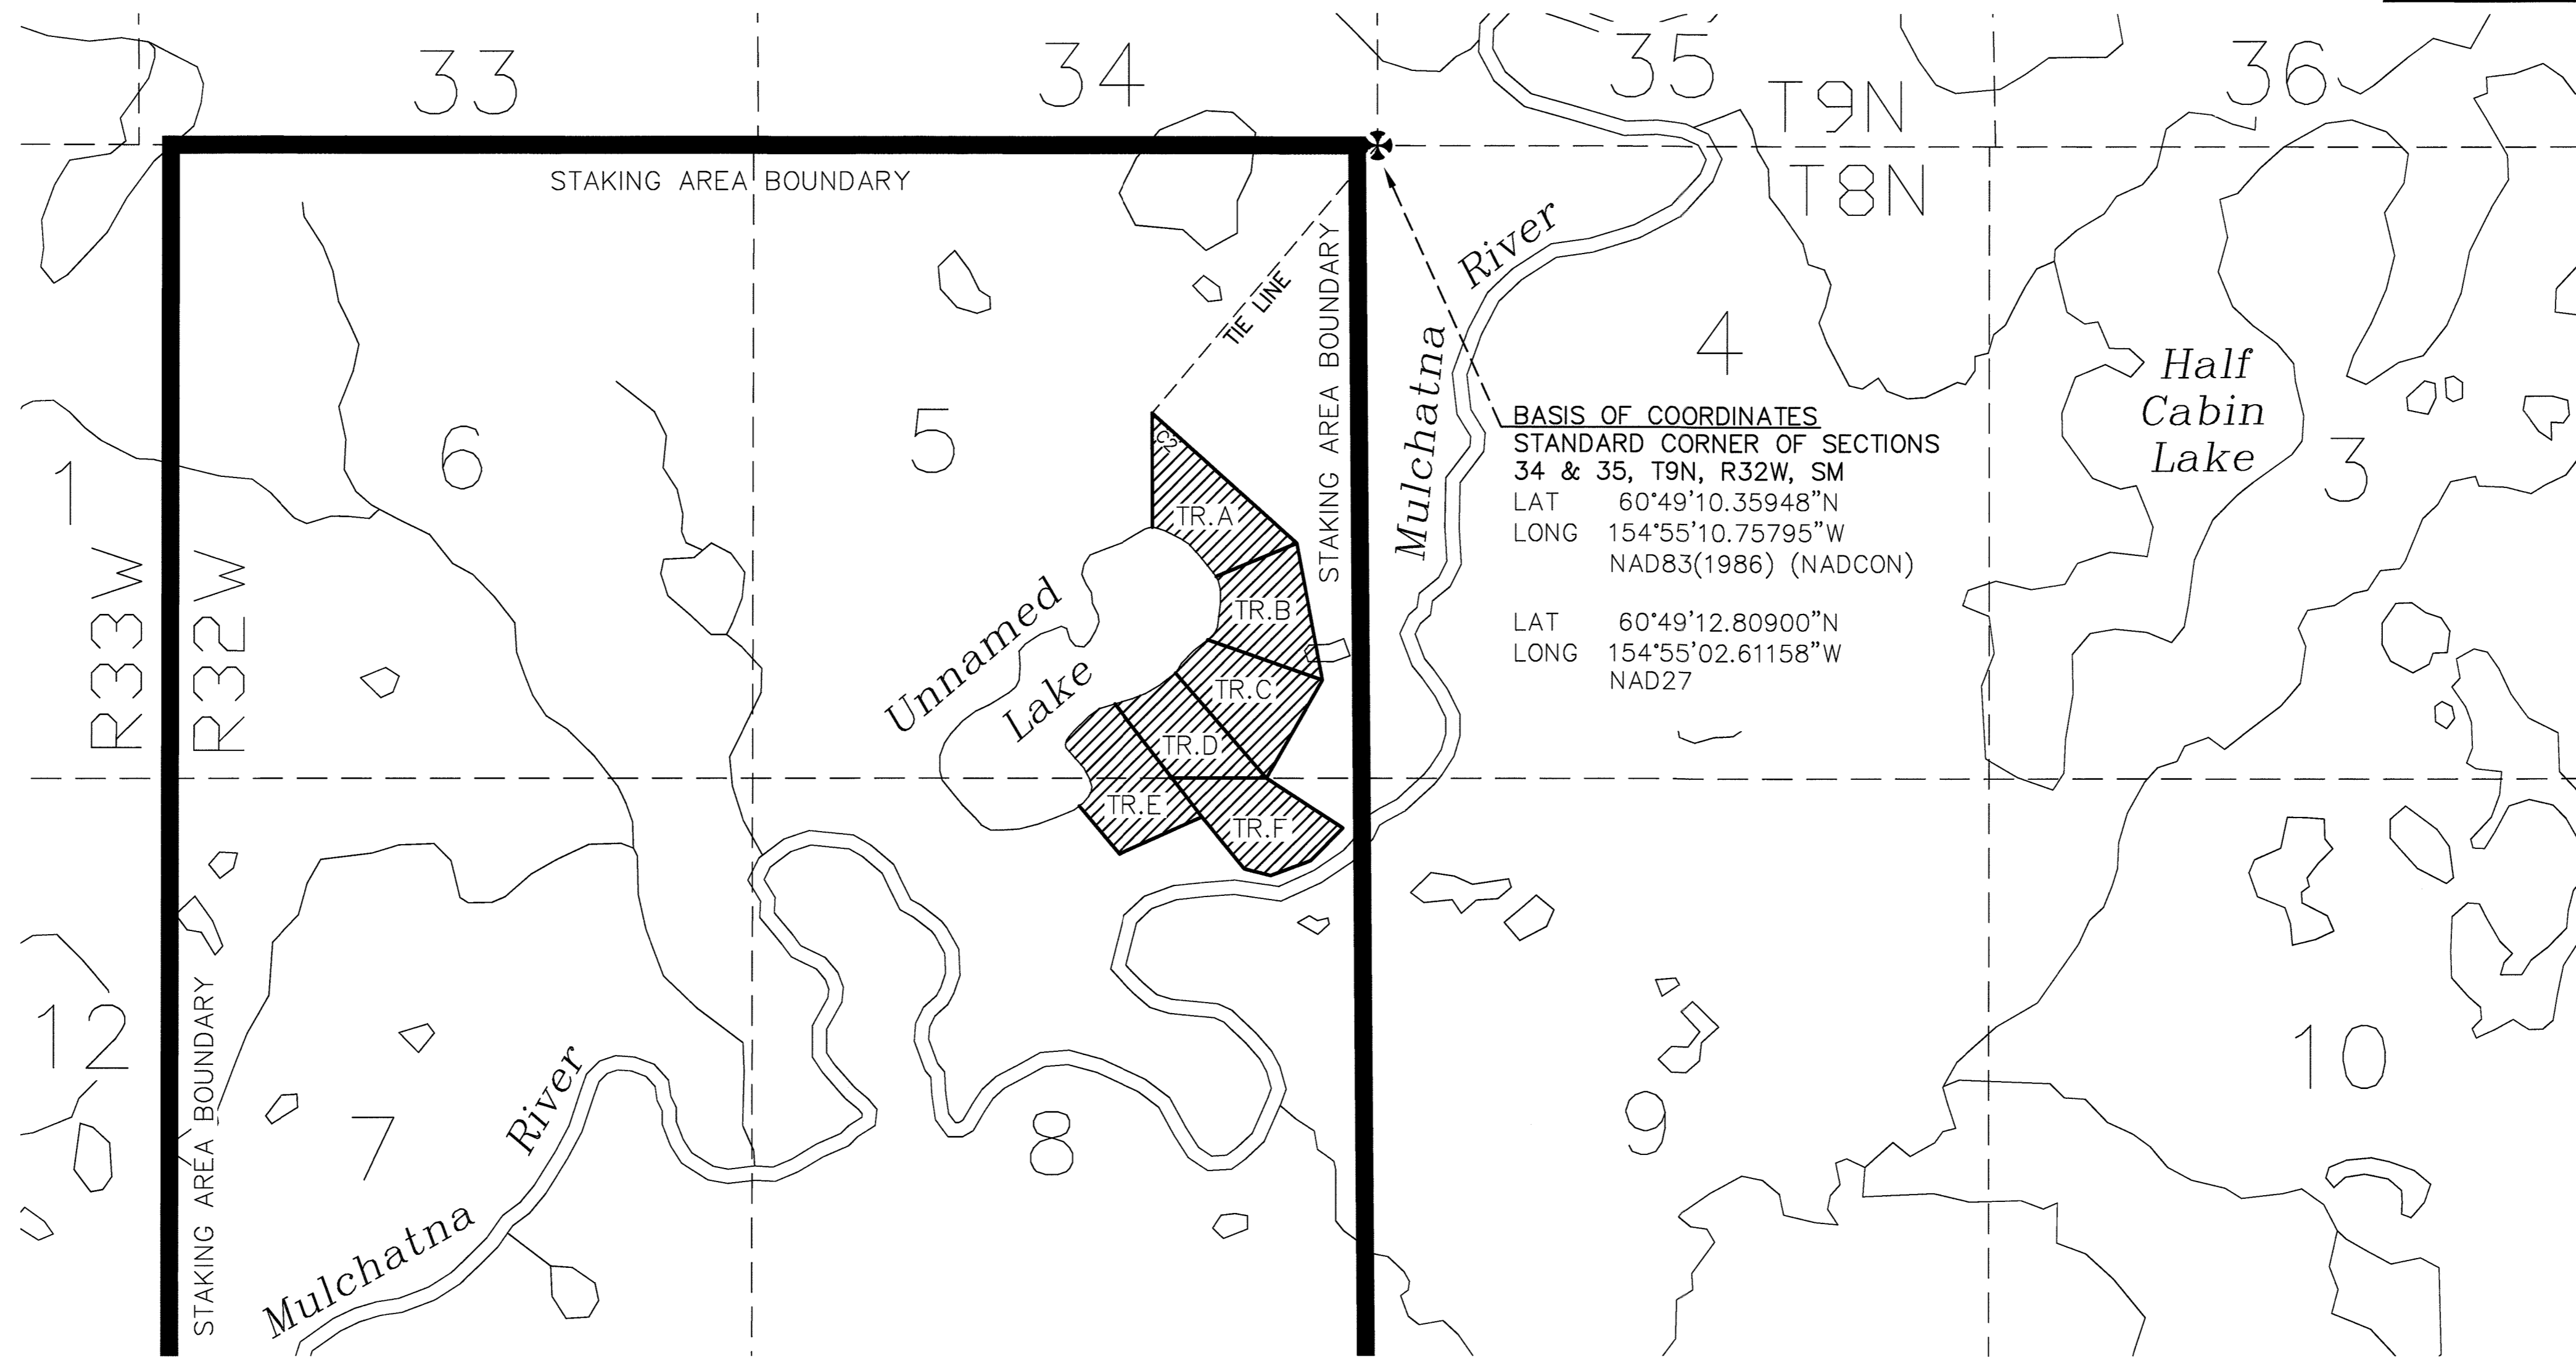 33
34
35
36
T9N
T8N
STAKING AREA BOUNDARY
TIE LINE
STAKING AREA BOUNDARY
River
Mulchatna
4
Half
Cabin
Lake
3
BASIS OF COORDINATES
STANDARD CORNER OF SECTIONS
34 & 35, T9N, R32W, SM
LAT 60°49'10.35948"N
LONG 154°55'10.75795"W
NAD83(1986) (NADCON)
LAT 60°49'12.80900"N
LONG 154°55'02.61158"W
NAD27
1
6
5
C2
TR.A
TR.B
TR.C
TR.D
TR.E
TR.F
R33W
R32W
Unnamed
Lake
12
STAKING AREA BOUNDARY
7
River
Mulchatna
8
9
10